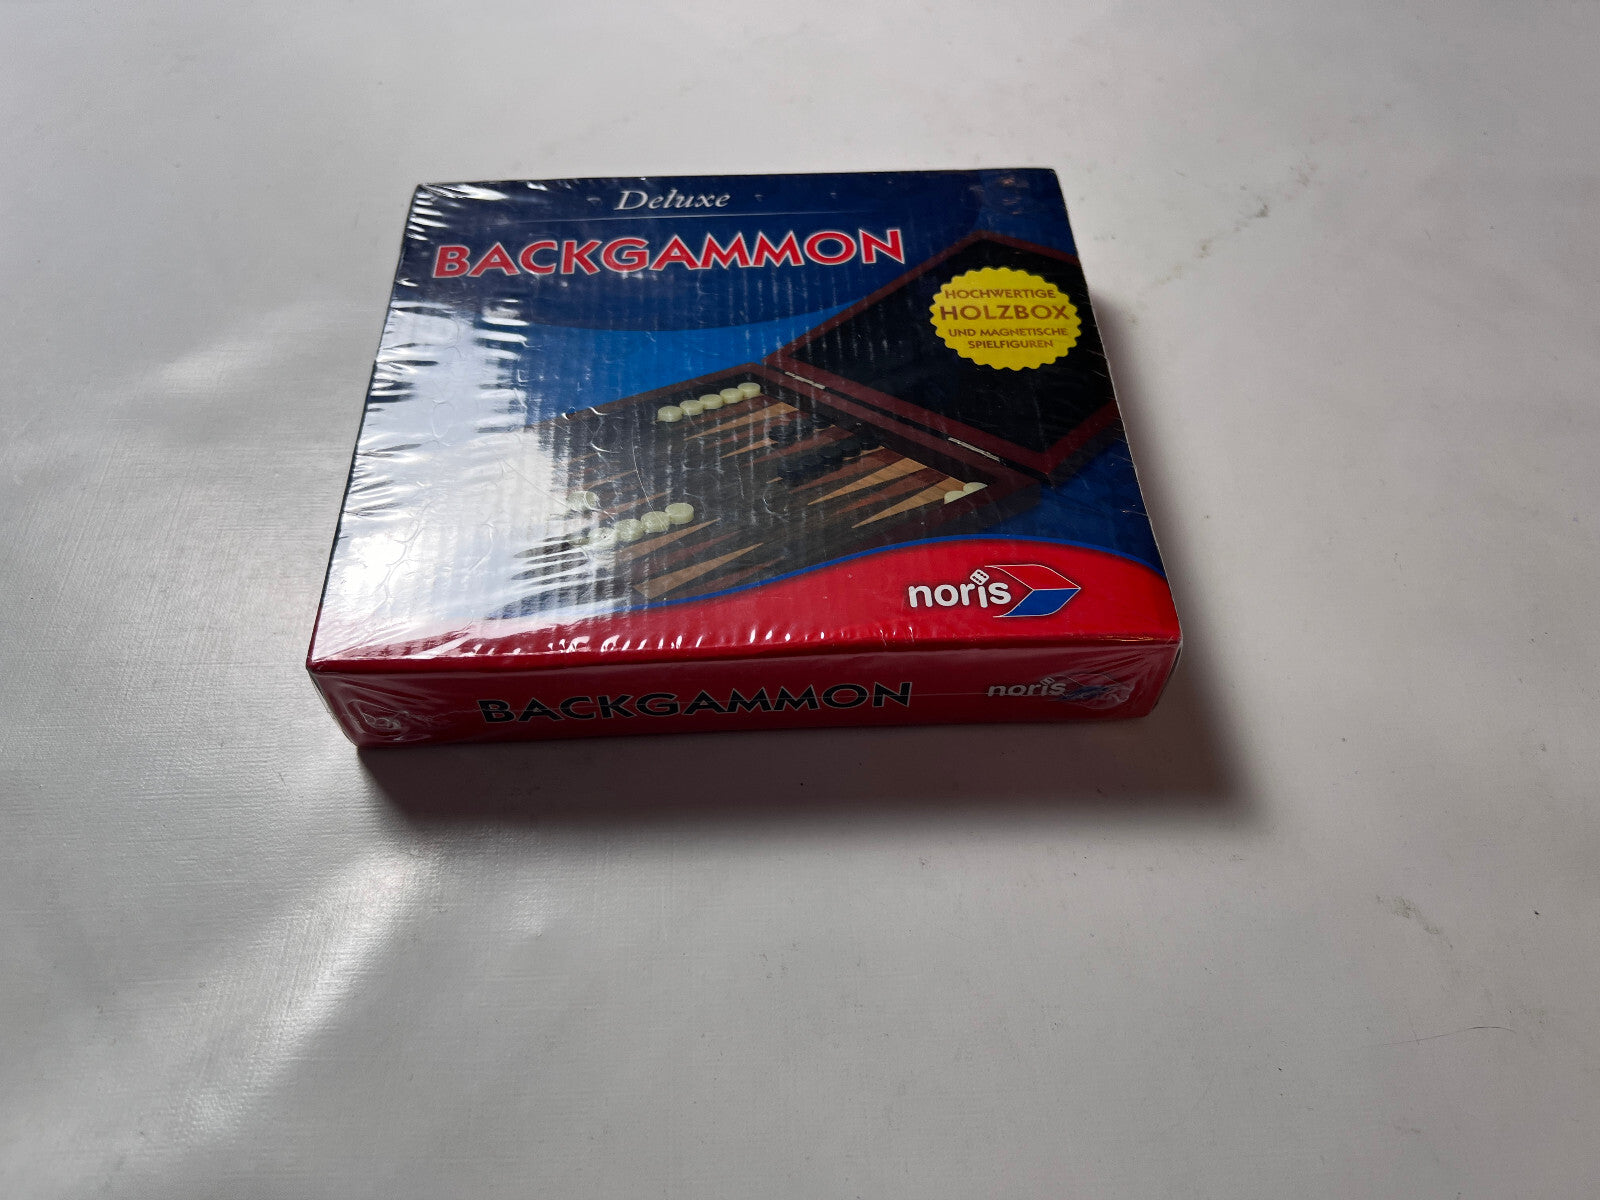 Deluxe
BACKGAMMON
HOCHWERTIGE
HOLZBOX
UND MAGNETISCHE
SPIELFIGUREN
noris
BACKGAMMON
noris